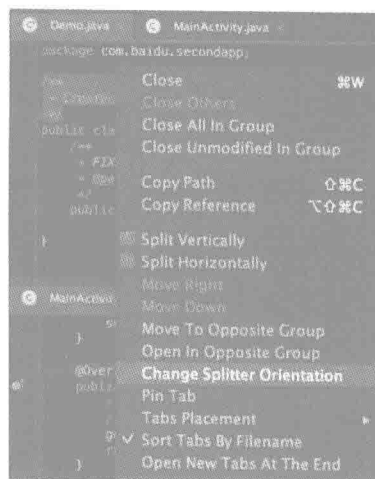 Demo.java MainActivity.java
package com.baidu.secondapp;
/**
Close ⌘W
Close Others
* Created
*/
Close All In Group
public cla
/**
Close Unmodified In Group
* FIX
*/
Copy Path ⇧⌘C
public
Copy Reference ⌥⇧⌘C
}
Split Vertically
Split Horizontally
Move Right
MainActivi
Move Down
Move To Opposite Group
}
Open In Opposite Group
@Over
Change Splitter Orientation
publi
Pin Tab
Tabs Placement
✓ Sort Tabs By Filename
}
Open New Tabs At The End